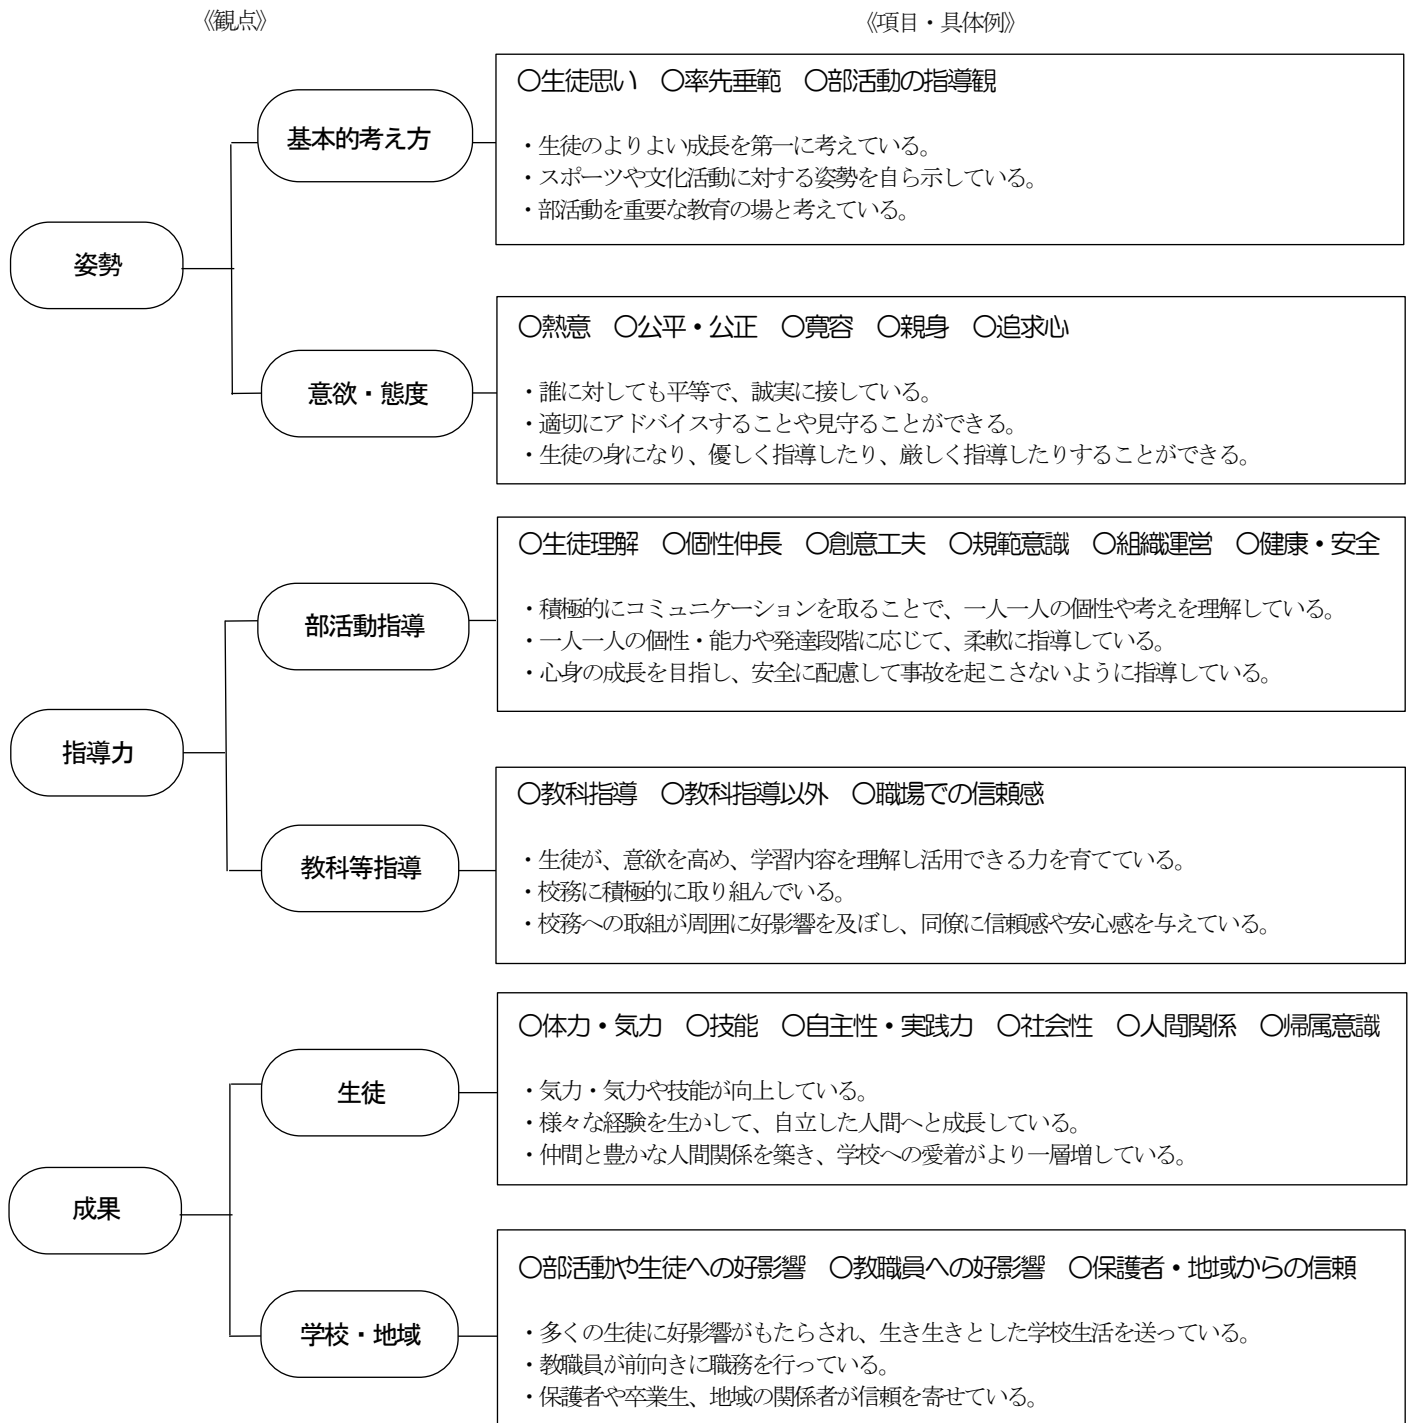 《観点》
《項目・具体例》
姿勢
基本的考え方
○生徒思い ○率先垂範 ○部活動の指導観
・生徒のよりよい成長を第一に考えている。
・スポーツや文化活動に対する姿勢を自ら示している。
・部活動を重要な教育の場と考えている。
意欲・態度
○熱意 ○公平・公正 ○寛容 ○親身 ○追求心
・誰に対しても平等で、誠実に接している。
・適切にアドバイスすることや見守ることができる。
・生徒の身になり、優しく指導したり、厳しく指導したりすることができる。
指導力
部活動指導
○生徒理解 ○個性伸長 ○創意工夫 ○規範意識 ○組織運営 ○健康・安全
・積極的にコミュニケーションを取ることで、一人一人の個性や考えを理解している。
・一人一人の個性・能力や発達段階に応じて、柔軟に指導している。
・心身の成長を目指し、安全に配慮して事故を起こさないように指導している。
教科等指導
○教科指導 ○教科指導以外 ○職場での信頼感
・生徒が、意欲を高め、学習内容を理解し活用できる力を育てている。
・校務に積極的に取り組んでいる。
・校務への取組が周囲に好影響を及ぼし、同僚に信頼感や安心感を与えている。
成果
生徒
○体力・気力 ○技能 ○自主性・実践力 ○社会性 ○人間関係 ○帰属意識
・気力・気力や技能が向上している。
・様々な経験を生かして、自立した人間へと成長している。
・仲間と豊かな人間関係を築き、学校への愛着がより一層増している。
学校・地域
○部活動や生徒への好影響 ○教職員への好影響 ○保護者・地域からの信頼
・多くの生徒に好影響がもたらされ、生き生きとした学校生活を送っている。
・教職員が前向きに職務を行っている。
・保護者や卒業生、地域の関係者が信頼を寄せている。